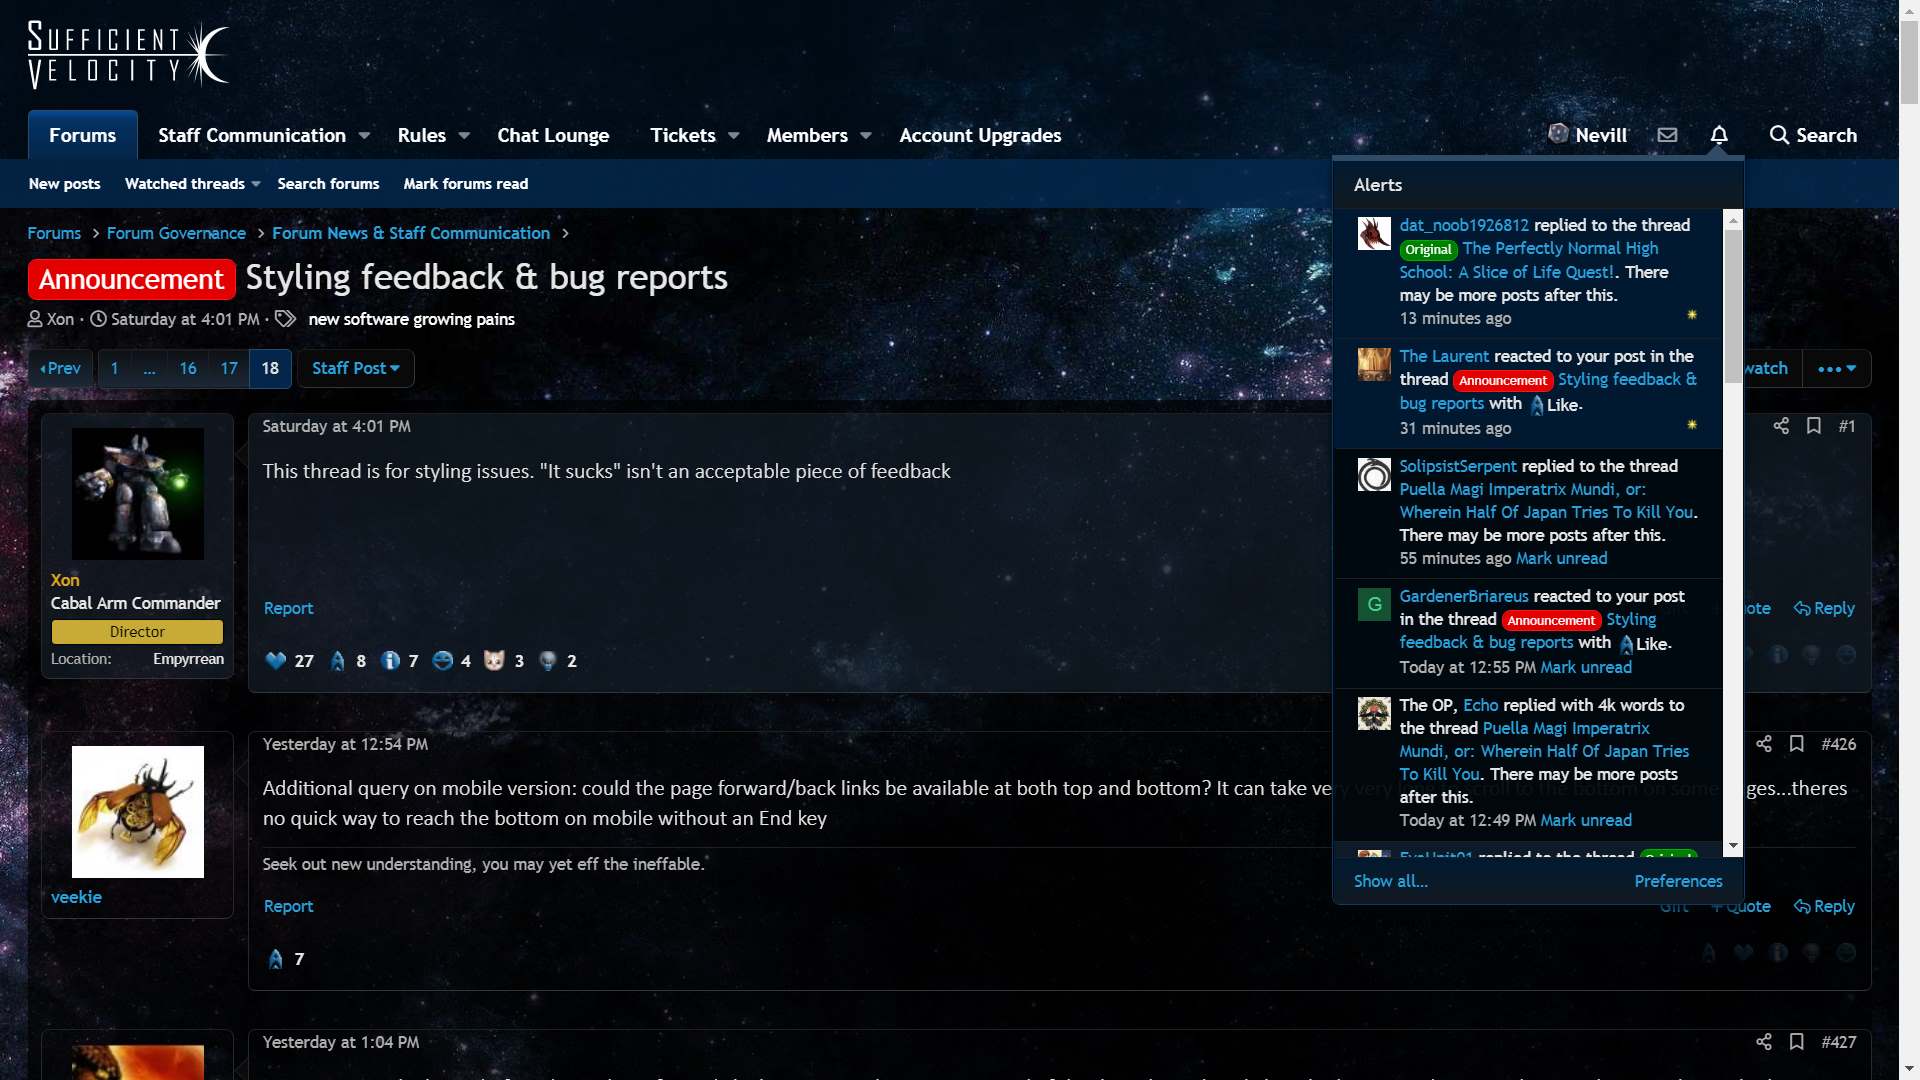 SUFFICIENT
VELOCITY
Forums Staff Communication Rules Chat Lounge Tickets Members Account Upgrades Nevill Search
New posts Watched threads Search forums Mark forums read
Forums Forum Governance Forum News & Staff Communication
Announcement Styling feedback & bug reports
Xon · Saturday at 4:01 PM · new software growing pains
Prev 1 ... 16 17 18 Staff Post watch
Saturday at 4:01 PM #1
This thread is for styling issues. "It sucks" isn't an acceptable piece of feedback
Xon
Cabal Arm Commander
Director
Location: Empyrrean
Report Reply
27 8 7 4 3 2
Yesterday at 12:54 PM #426
Additional query on mobile version: could the page forward/back links be available at both top and bottom? It can take very very scroll to the bottom on some ...theres
no quick way to reach the bottom on mobile without an End key
Seek out new understanding, you may yet eff the ineffable.
veekie
Report Gift + Quote Reply
7
Yesterday at 1:04 PM #427
Alerts
dat_noob1926812 replied to the thread
Original The Perfectly Normal High
School: A Slice of Life Quest!. There
may be more posts after this.
13 minutes ago
The Laurent reacted to your post in the
thread Announcement Styling feedback &
bug reports with Like.
31 minutes ago
SolipsistSerpent replied to the thread
Puella Magi Imperatrix Mundi, or:
Wherein Half Of Japan Tries To Kill You.
There may be more posts after this.
55 minutes ago Mark unread
G
GardenerBriareus reacted to your post
in the thread Announcement Styling
feedback & bug reports with Like.
Today at 12:55 PM Mark unread
The OP, Echo replied with 4k words to
the thread Puella Magi Imperatrix
Mundi, or: Wherein Half Of Japan Tries
To Kill You. There may be more posts
after this.
Today at 12:49 PM Mark unread
EvaUnit01 replied to the thread Original
Show all... Preferences